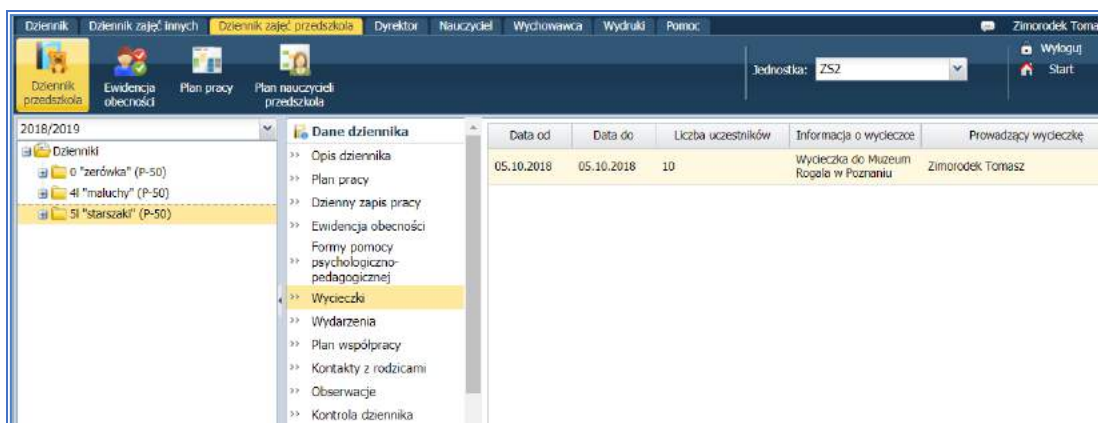 Dziennik Dziennik zajęć innych Dziennik zajęć przedszkola Dyrektor Nauczyciel Wychowawca Wydruki Pomoc
Zimorodek Toma
Wyloguj
Start
Dziennik
przedszkola
Ewidencja
obecności
Plan pracy
Plan nauczycieli
przedszkola
Jednostka: ZS2
2018/2019
Dzienniki
0 "zerówka" (P-50)
4l "maluchy" (P-50)
5l "starszaki" (P-50)
Dane dziennika
Opis dziennika
Plan pracy
Dzienny zapis pracy
Ewidencja obecności
Formy pomocy
psychologiczno-
pedagogicznej
Wycieczki
Wydarzenia
Plan współpracy
Kontakty z rodzicami
Obserwacje
Kontrola dziennika
Data od Data do Liczba uczestników Informacja o wycieczce Prowadzący wycieczkę
05.10.2018 05.10.2018 10 Wycieczka do Muzeum
Rogala w Poznaniu Zimorodek Tomasz